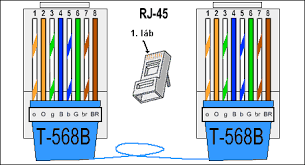 RJ-45
1. láb
1 2 3 4 5 6 7 8
o O g B b G br BR
T-568B
1 2 3 4 5 6 7 8
o O g B b G br BR
T-568B